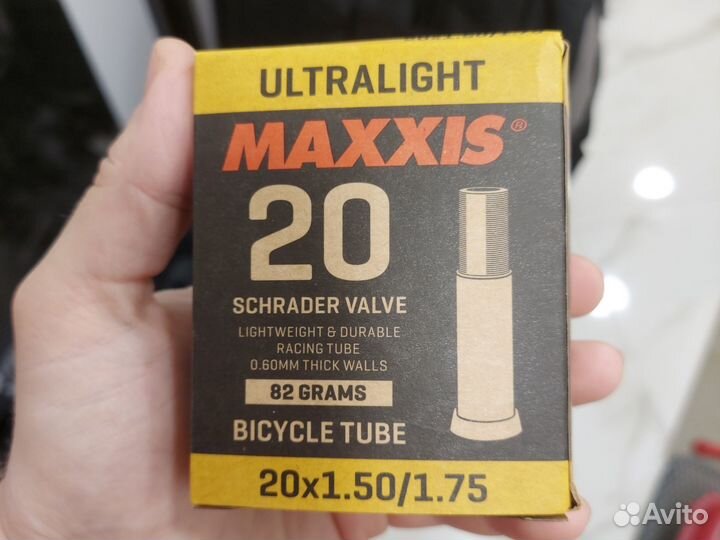 ULTRALIGHT
MAXXIS®
20
SCHRADER VALVE
LIGHTWEIGHT & DURABLE
RACING TUBE
0.60MM THICK WALLS
82 GRAMS
BICYCLE TUBE
20x1.50/1.75
Avito